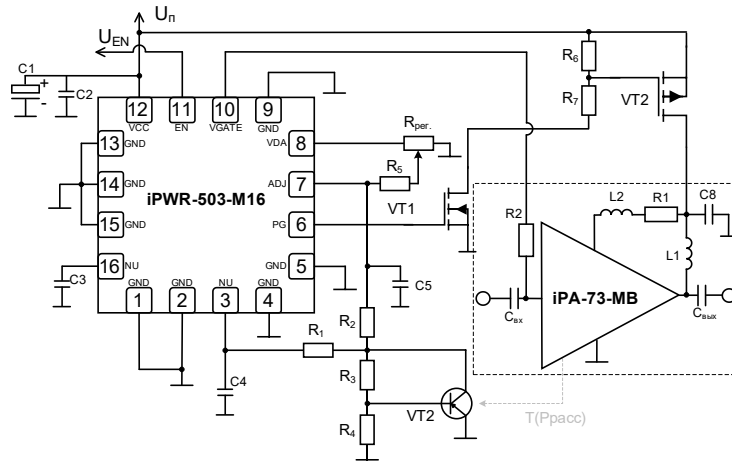 Uп
UEN
C1
+
-
C2
12
11
10
9
VCC
EN
VGATE
GND
13
GND
14
GND
15
GND
16
NU
iPWR-503-M16
VDA
8
ADJ
7
PG
6
GND
5
GND
GND
NU
GND
1
2
3
4
C3
C4
C5
Rрег.
R5
VT1
R6
R7
VT2
R1
R2
R3
R4
VT2
L2
R1
C8
L1
R2
iPA-73-MB
Cвх
Cвых
T(Pрасс)